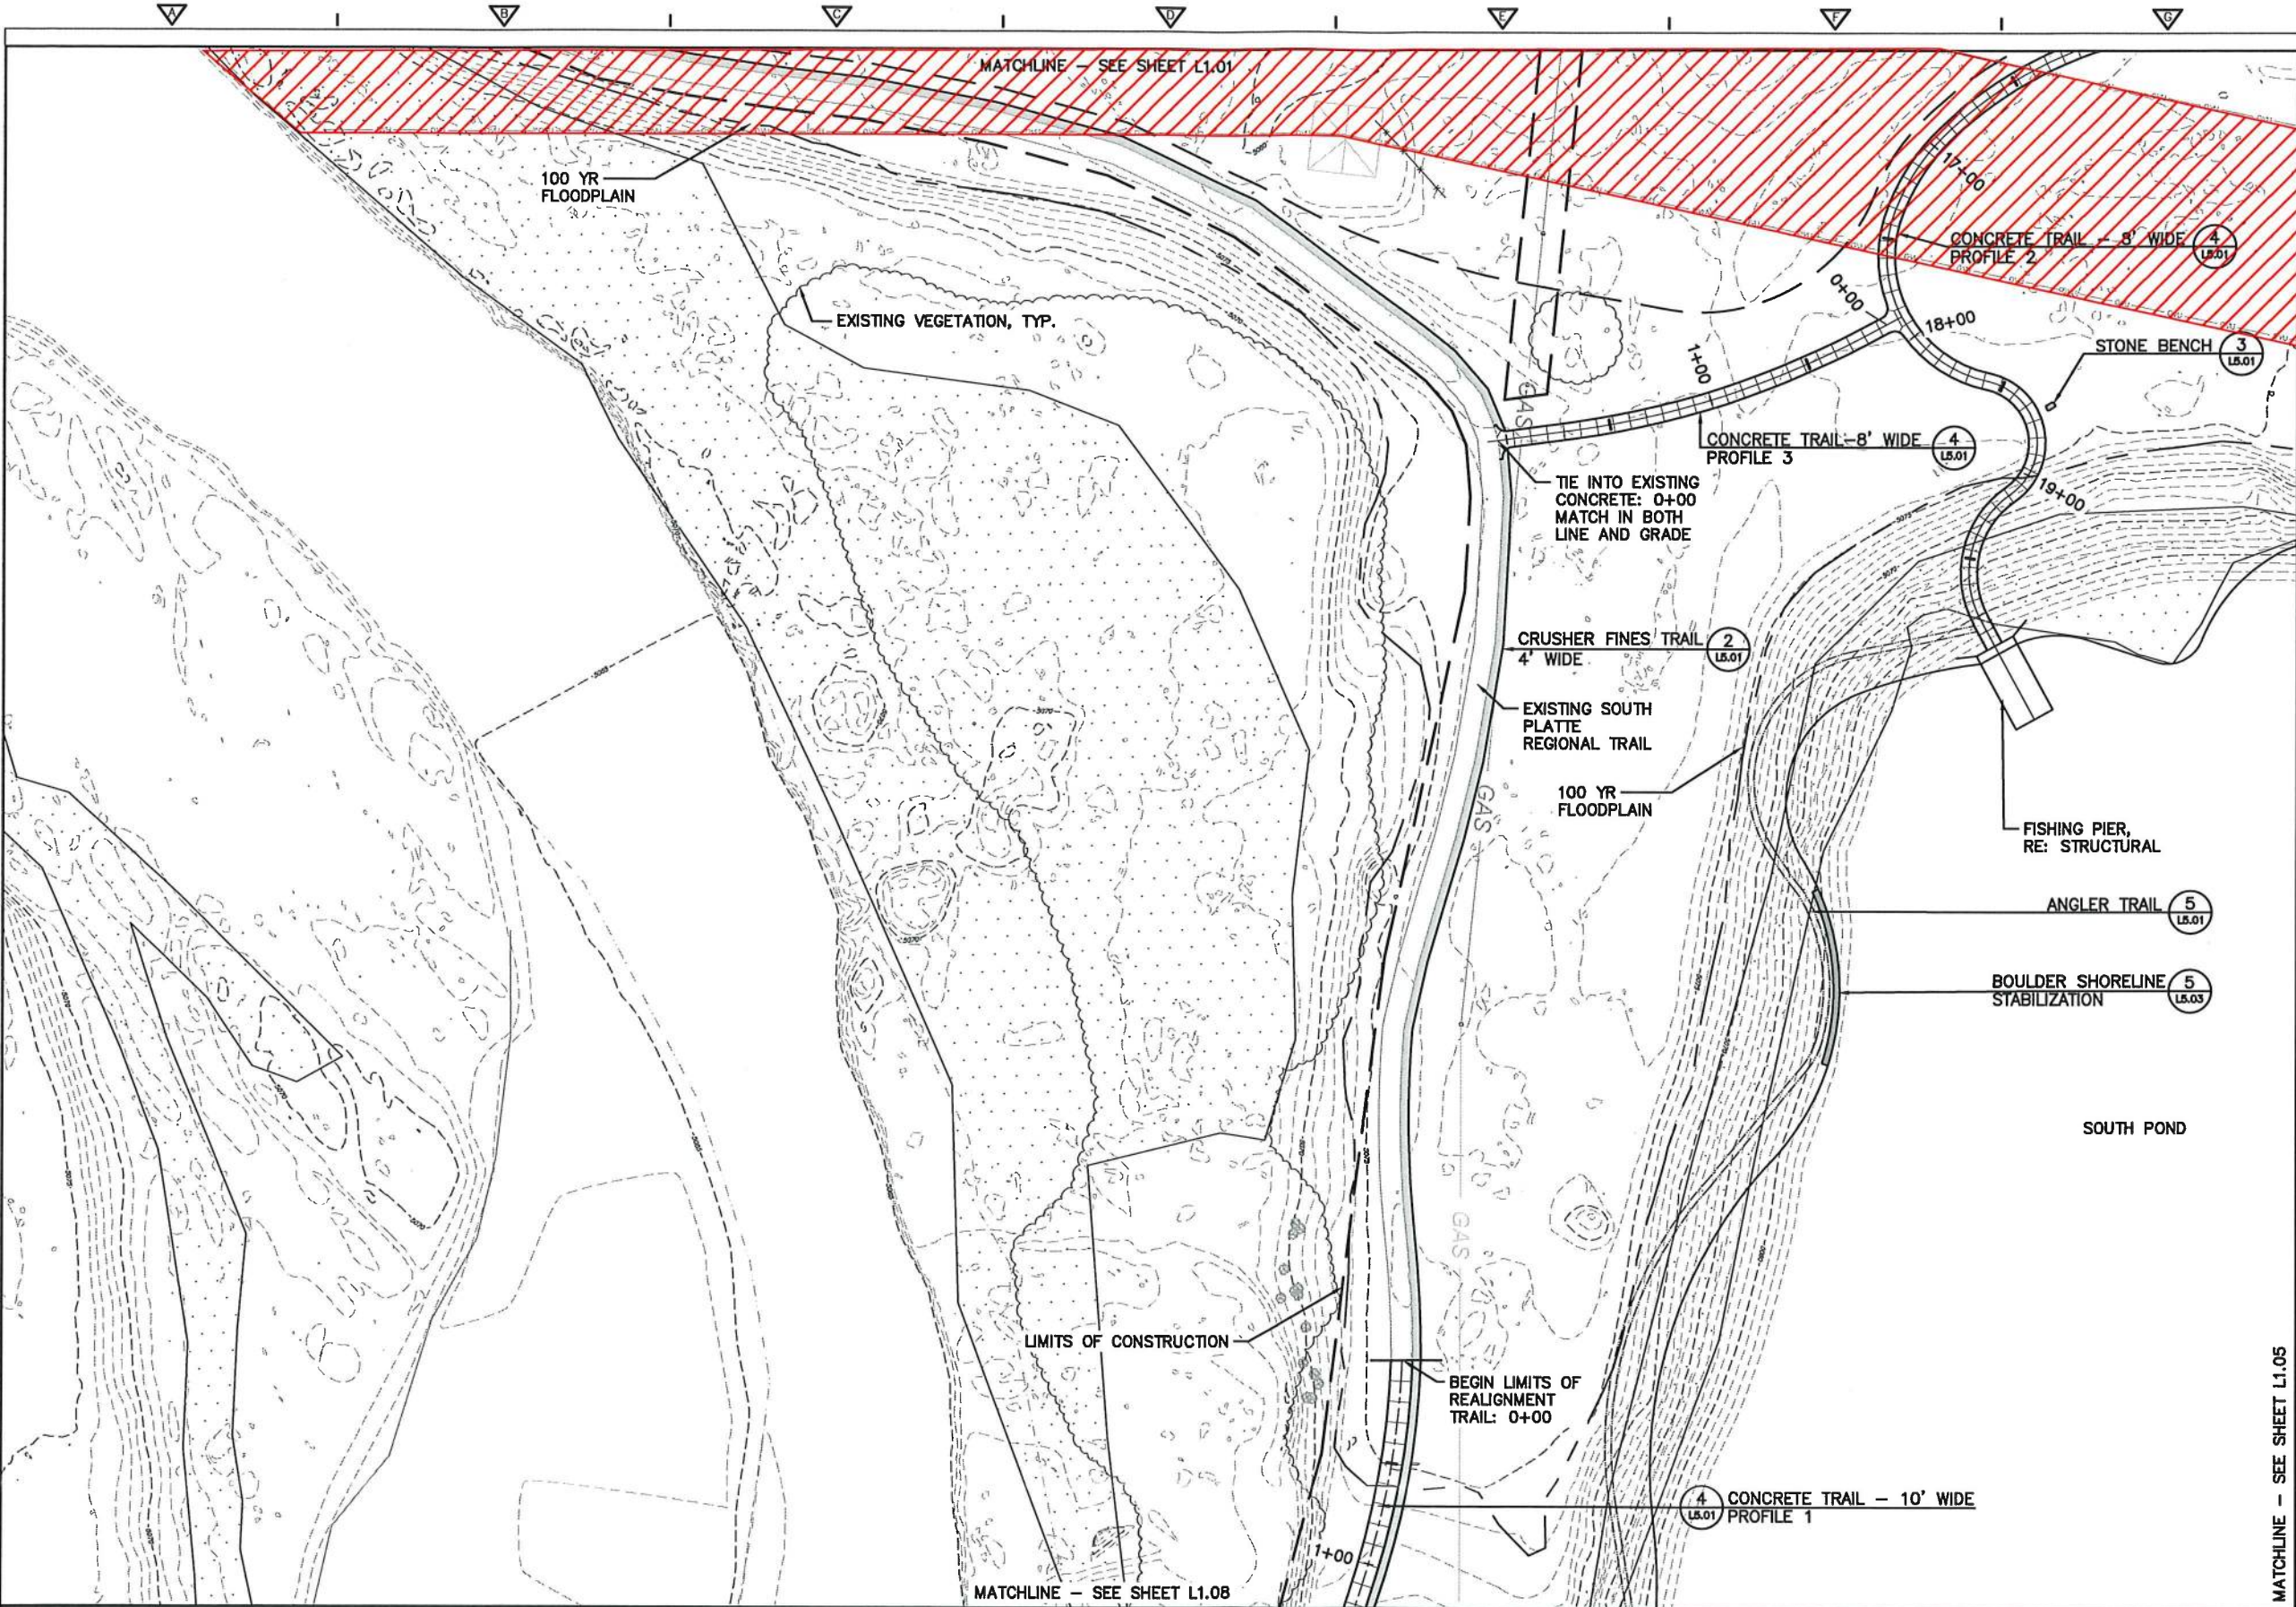 A
B
C
D
E
F
G
MATCHLINE - SEE SHEET L1.01
100 YR
FLOODPLAIN
EXISTING VEGETATION, TYP.
17+00
CONCRETE TRAIL - 8' WIDE
PROFILE 2
4
L5.01
0+00
18+00
STONE BENCH
3
L5.01
1+00
GAS
CONCRETE TRAIL-8' WIDE
PROFILE 3
4
L5.01
TIE INTO EXISTING
CONCRETE: 0+00
MATCH IN BOTH
LINE AND GRADE
19+00
CRUSHER FINES TRAIL
4' WIDE
2
L5.01
EXISTING SOUTH
PLATTE
REGIONAL TRAIL
100 YR
FLOODPLAIN
GAS
FISHING PIER,
RE: STRUCTURAL
ANGLER TRAIL
5
L5.01
BOULDER SHORELINE
STABILIZATION
5
L5.03
SOUTH POND
GAS
LIMITS OF CONSTRUCTION
BEGIN LIMITS OF
REALIGNMENT
TRAIL: 0+00
4
L5.01
CONCRETE TRAIL - 10' WIDE
PROFILE 1
1+00
MATCHLINE - SEE SHEET L1.08
MATCHLINE - SEE SHEET L1.05